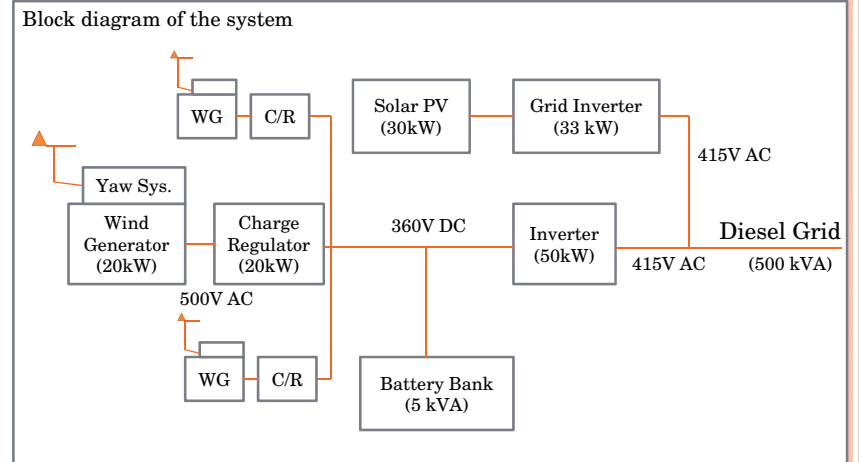 Block diagram of the system
WG
C/R
Solar PV
(30kW)
Grid Inverter
(33 kW)
415V AC
Yaw Sys.
Wind
Generator
(20kW)
Charge
Regulator
(20kW)
500V AC
360V DC
Inverter
(50kW)
415V AC
Diesel Grid
(500 kVA)
WG
C/R
Battery Bank
(5 kVA)